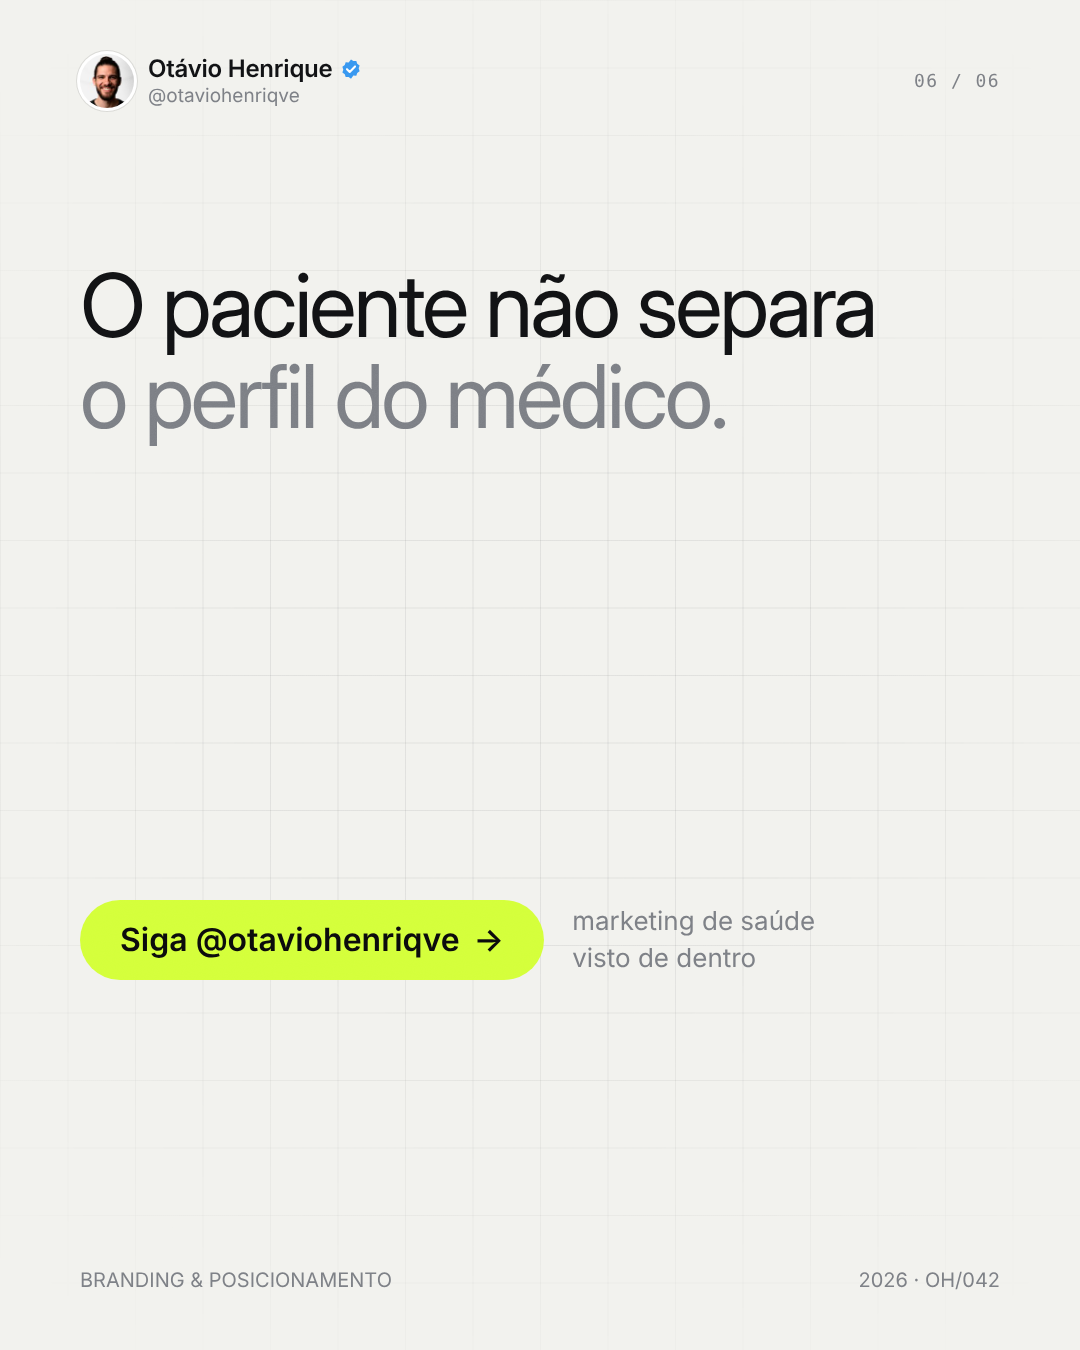 Otávio Henrique
@otaviohenriqve
06 / 06
O paciente não separa
o perfil do médico.
Siga @otaviohenriqve →
marketing de saúde
visto de dentro
BRANDING & POSICIONAMENTO
2026 · OH/042